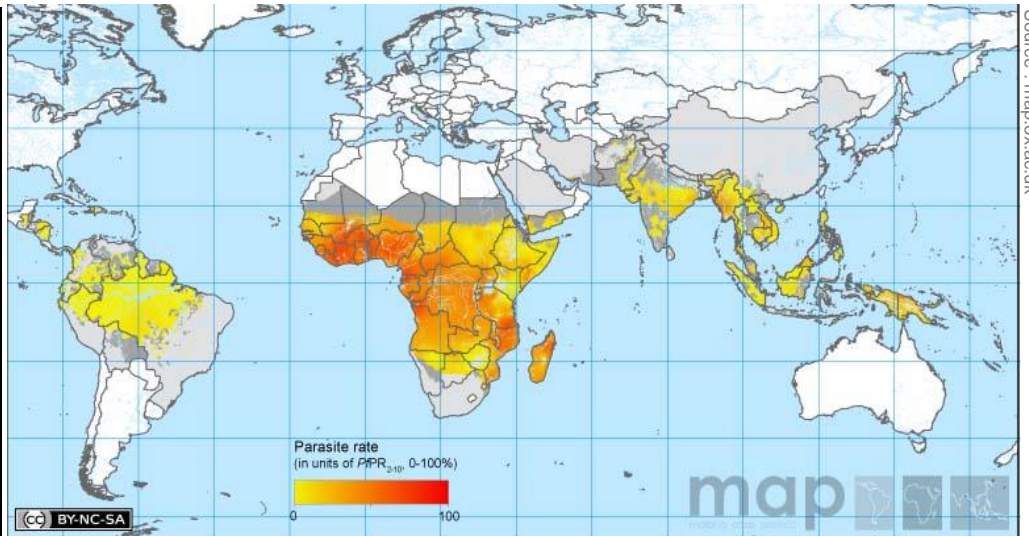 Source : map.ox.ac.uk
Parasite rate
(in units of PfPR2-10, 0-100%)
0
100
map
cc BY-NC-SA